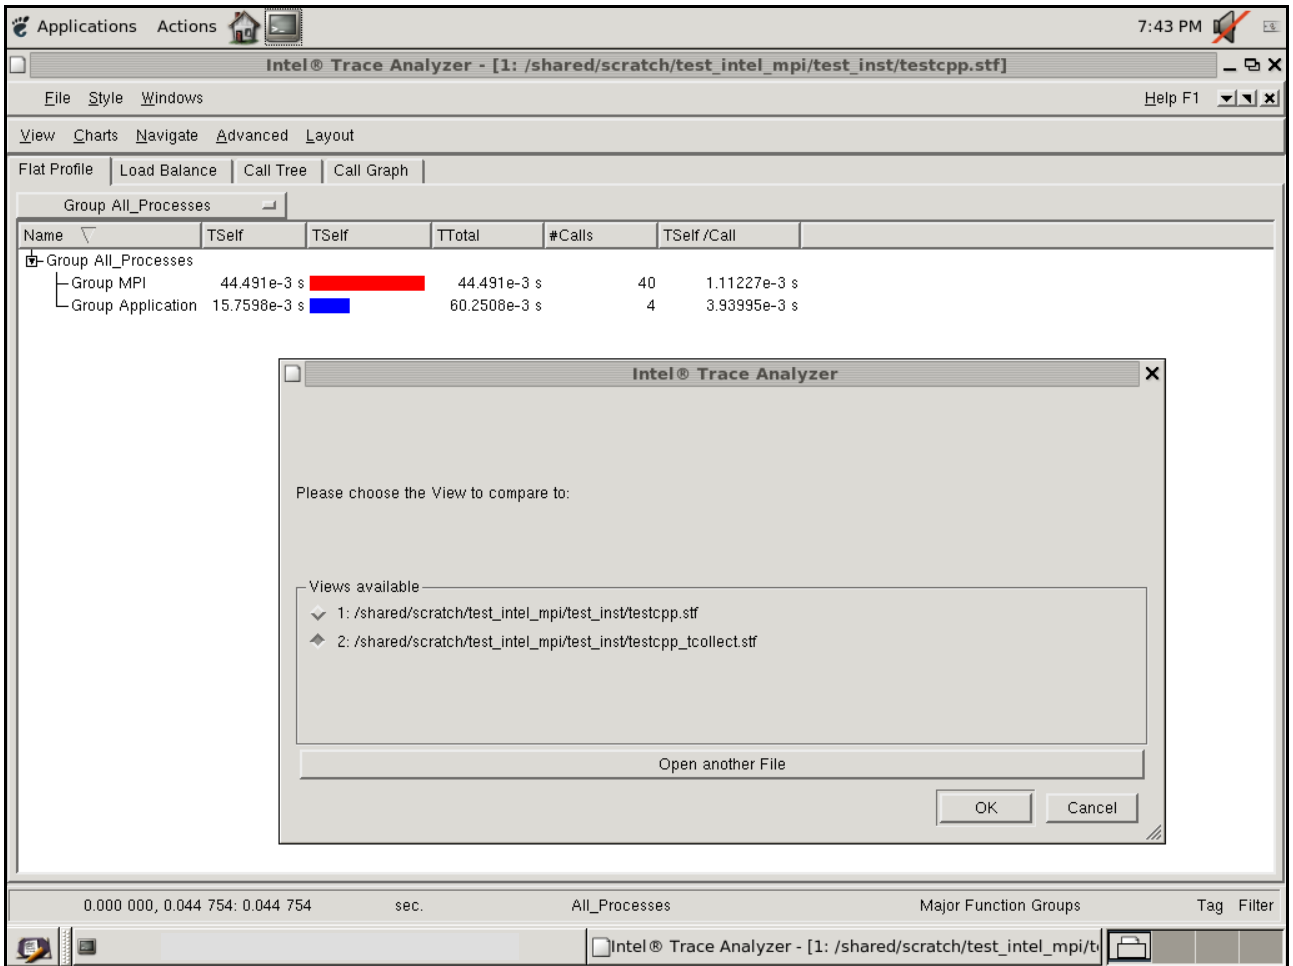 Applications Actions 7:43 PM
Intel® Trace Analyzer - [1: /shared/scratch/test_intel_mpi/test_inst/testcpp.stf]
File Style Windows Help F1
View Charts Navigate Advanced Layout
Flat Profile Load Balance Call Tree Call Graph
Group All_Processes
Name TSelf TSelf TTotal #Calls TSelf /Call
Group All_Processes
Group MPI 44.491e-3 s 44.491e-3 s 40 1.11227e-3 s
Group Application 15.7598e-3 s 60.2508e-3 s 4 3.93995e-3 s
Intel® Trace Analyzer
Please choose the View to compare to:
Views available
1: /shared/scratch/test_intel_mpi/test_inst/testcpp.stf
2: /shared/scratch/test_intel_mpi/test_inst/testcpp_tcollect.stf
Open another File
OK Cancel
0.000 000, 0.044 754: 0.044 754 sec. All_Processes Major Function Groups Tag Filter
Intel® Trace Analyzer - [1: /shared/scratch/test_intel_mpi/t